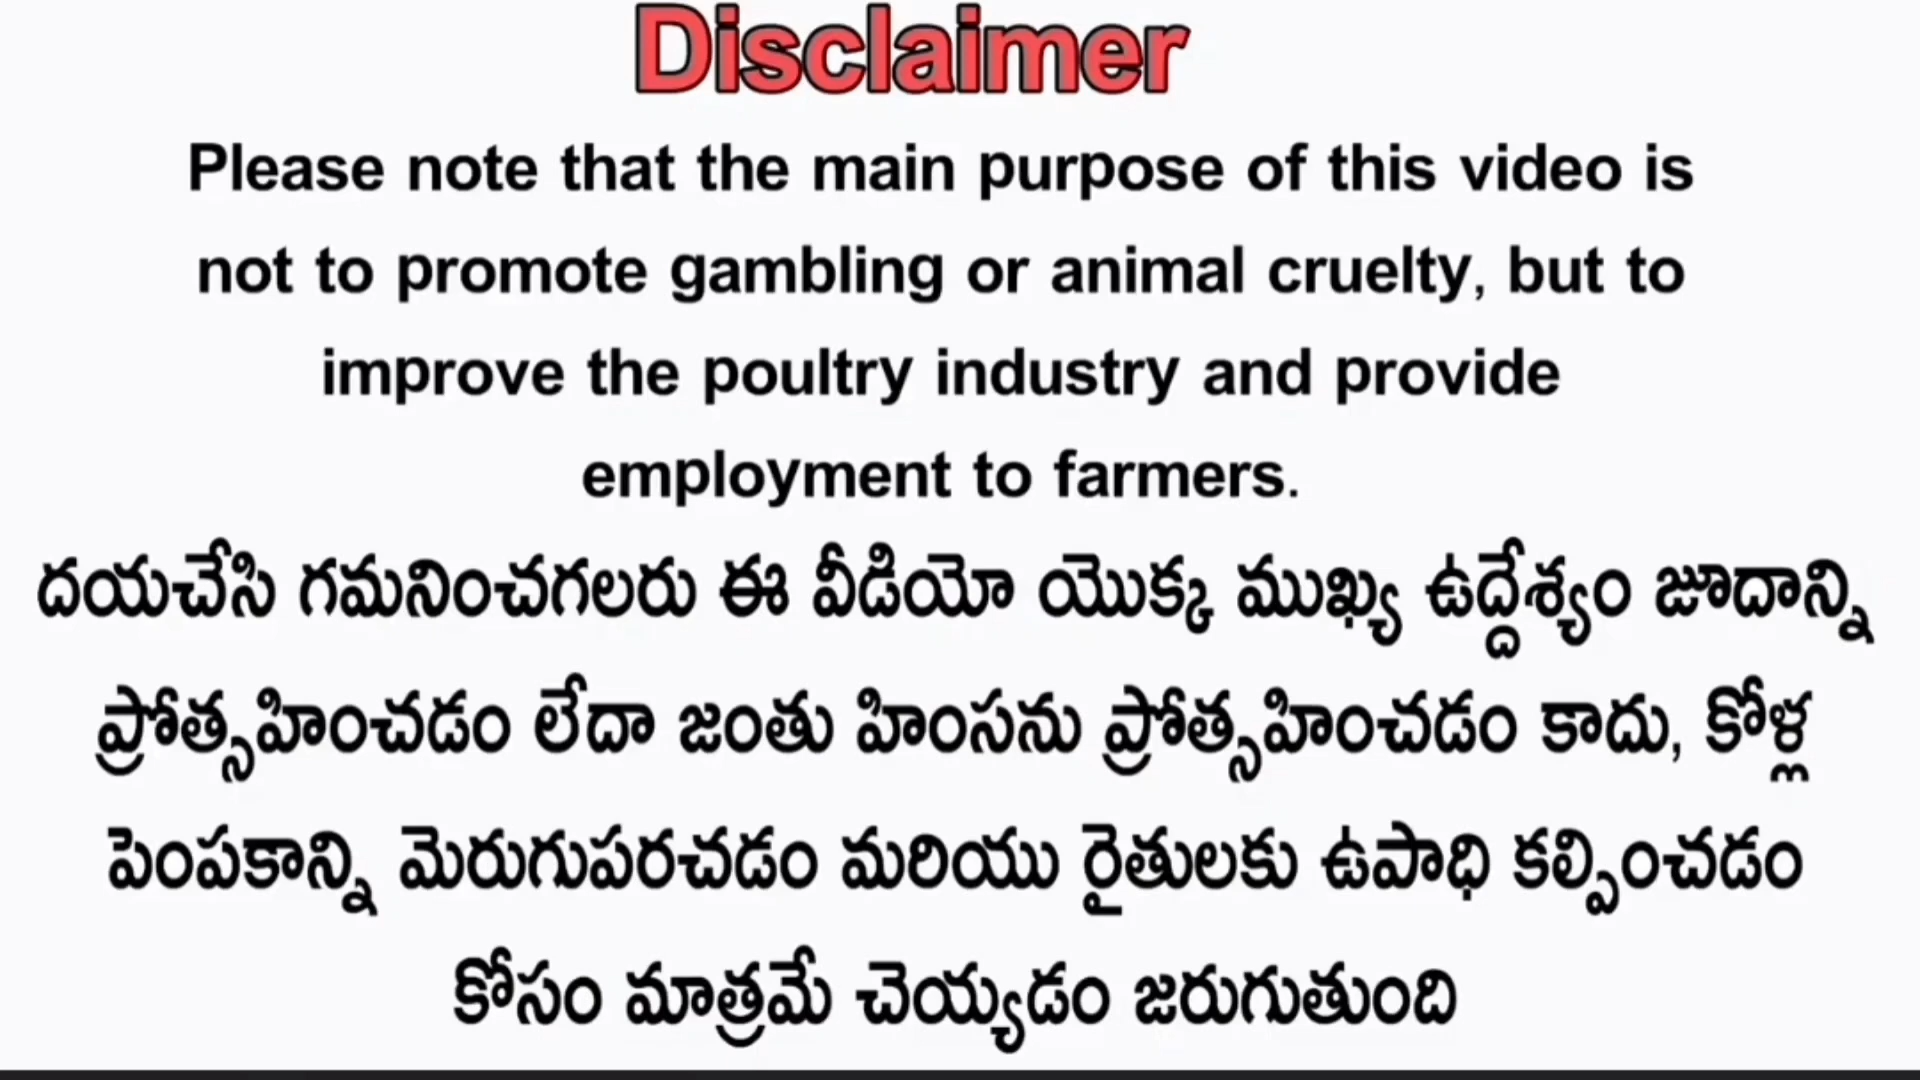 Disclaimer
Please note that the main purpose of this video is
not to promote gambling or animal cruelty, but to
improve the poultry industry and provide
employment to farmers.
దయచేసి గమనించగలరు ఈ వీడియో యొక్క ముఖ్య ఉద్దేశ్యం జూదాన్ని
ప్రోత్సహించడం లేదా జంతు హింసను ప్రోత్సహించడం కాదు, కోళ్ల
పెంపకాన్ని మెరుగుపరచడం మరియు రైతులకు ఉపాధి కల్పించడం
కోసం మాత్రమే చెయ్యడం జరుగుతుంది